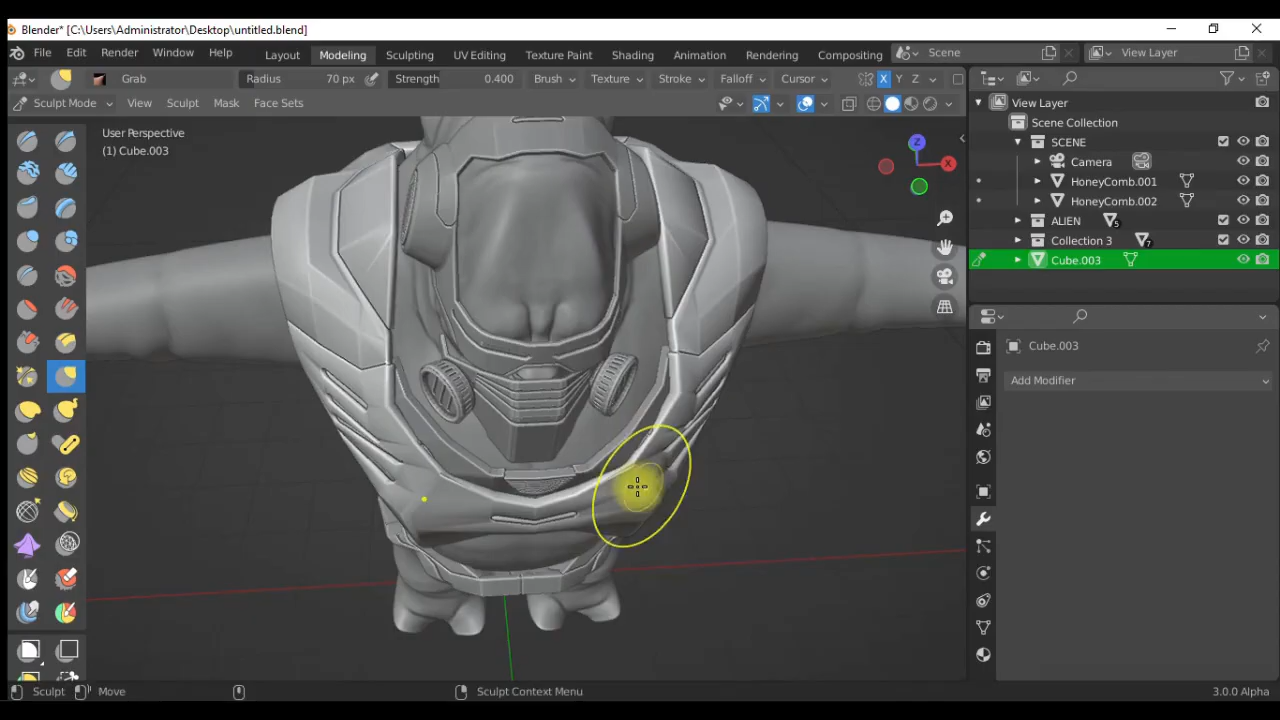 Blender* [C:\Users\Administrator\Desktop\untitled.blend]
File Edit Render Window Help Layout Modeling Sculpting UV Editing Texture Paint Shading Animation Rendering Compositing Scene View Layer
Grab Radius 70 px Strength 0.400 Brush Texture Stroke Falloff Cursor X Y Z
Sculpt Mode View Sculpt Mask Face Sets
View Layer
Scene Collection
SCENE
Camera
HoneyComb.001
HoneyComb.002
ALIEN 5
Collection 3 7
Cube.003
User Perspective
(1) Cube.003
Z
X
Cube.003
Add Modifier
Sculpt Move Sculpt Context Menu 3.0.0 Alpha